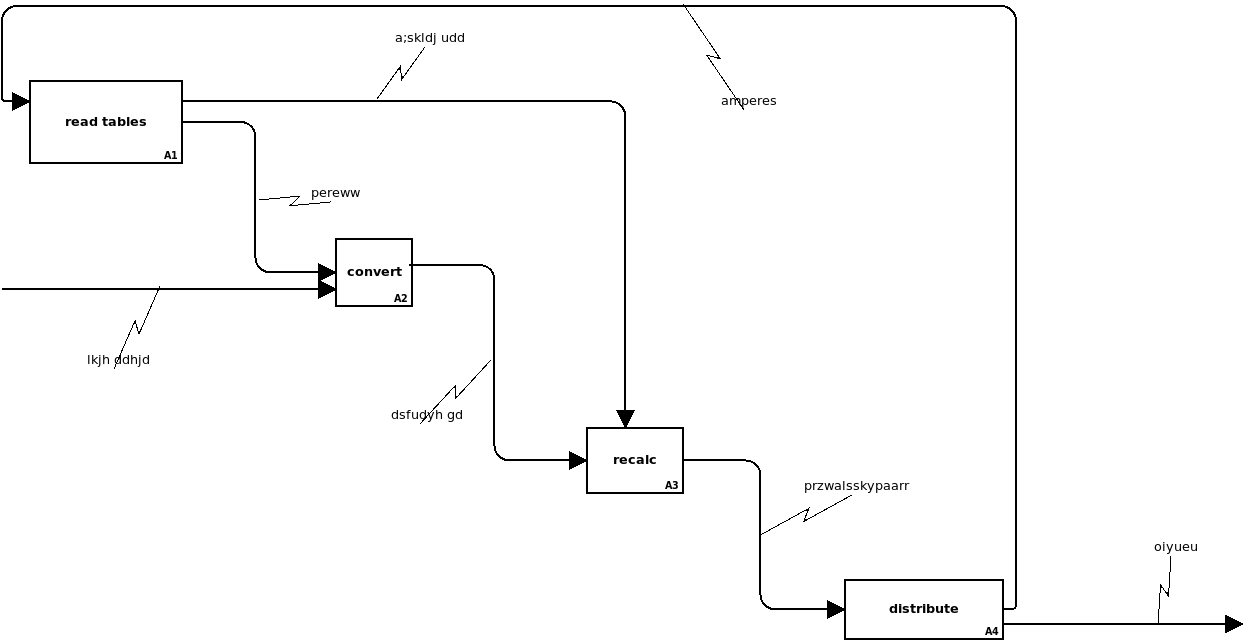 a;skldj udd
amperes
read tables
A1
pereww
convert
A2
lkjh ddhjd
dsfudyh gd
recalc
A3
przwalsskypaarr
oiyueu
distribute
A4